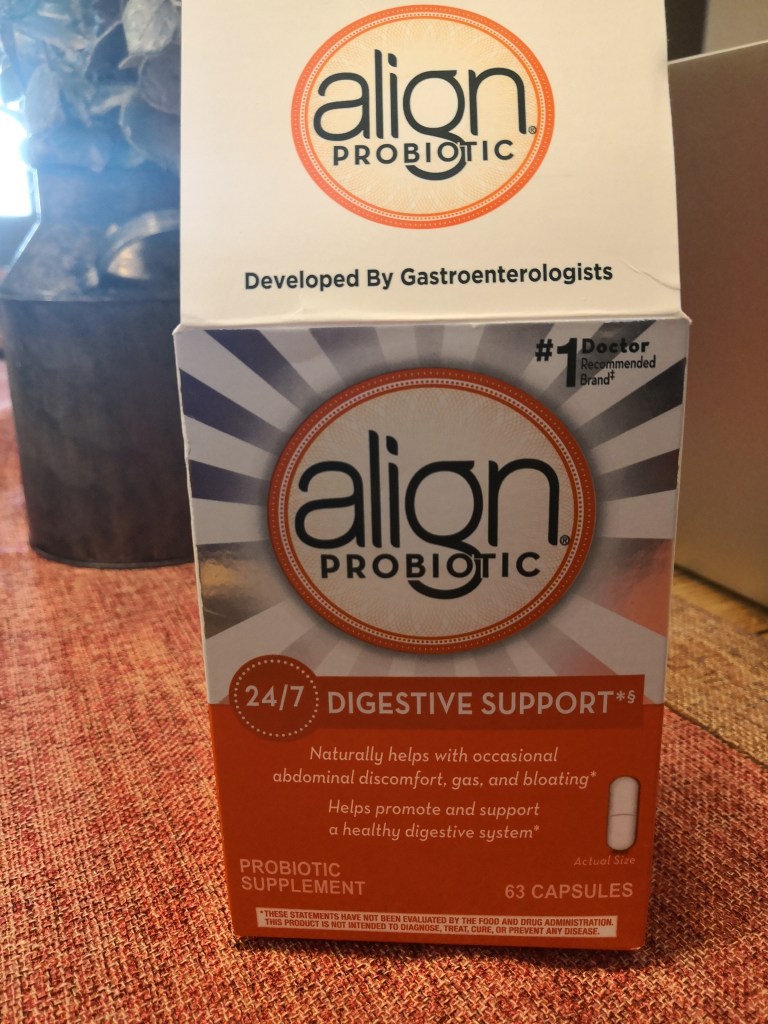 align®
PROBIOTIC
Developed By Gastroenterologists
#1 Doctor
Recommended
Brand‡
align®
PROBIOTIC
24/7 DIGESTIVE SUPPORT*§
Naturally helps with occasional
abdominal discomfort, gas, and bloating*
Helps promote and support
a healthy digestive system*
Actual Size
PROBIOTIC
SUPPLEMENT
63 CAPSULES
*THESE STATEMENTS HAVE NOT BEEN EVALUATED BY THE FOOD AND DRUG ADMINISTRATION.
THIS PRODUCT IS NOT INTENDED TO DIAGNOSE, TREAT, CURE, OR PREVENT ANY DISEASE.